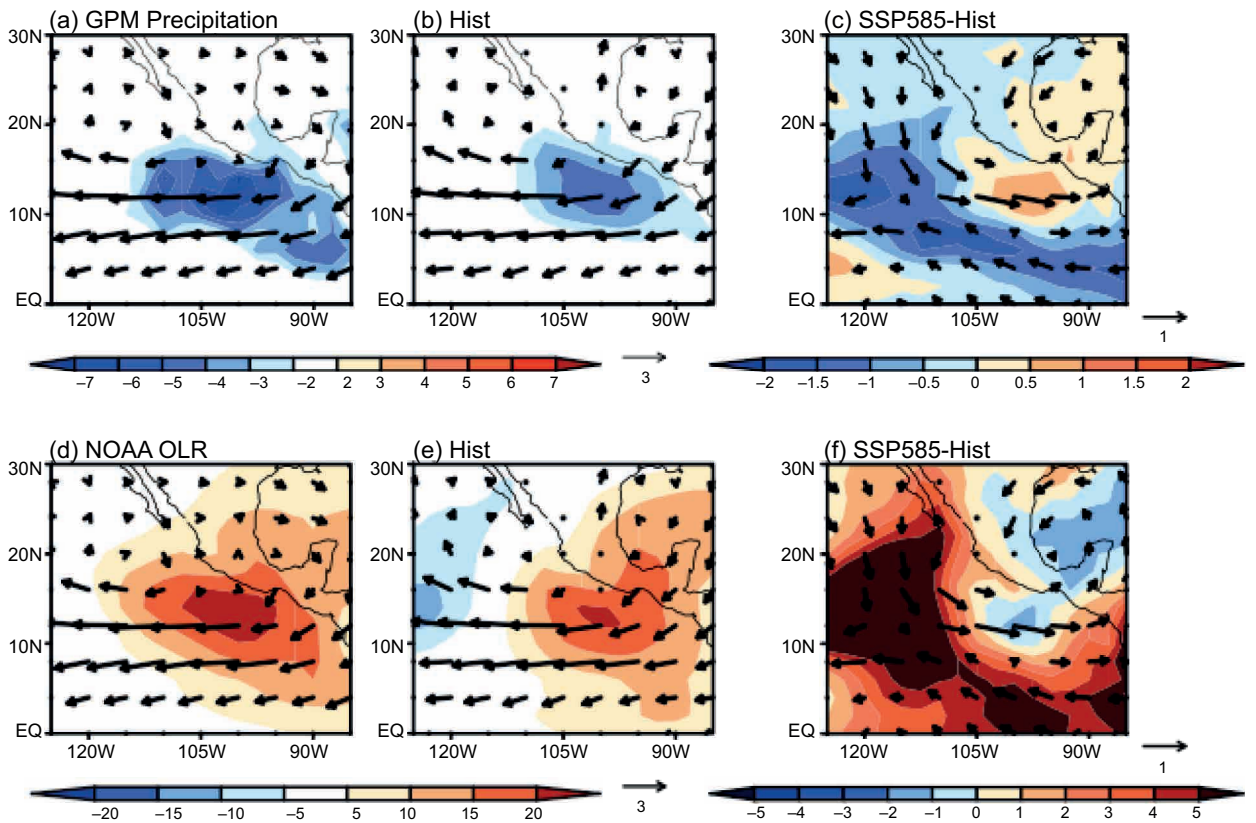 (a) GPM Precipitation
(b) Hist
(c) SSP585-Hist
30N
20N
10N
EQ
120W 105W 90W
30N
20N
10N
EQ
120W 105W 90W
30N
20N
10N
EQ
120W 105W 90W
–7 –6 –5 –4 –3 –2 2 3 4 5 6 7
3
–2 –1.5 –1 –0.5 0 0.5 1 1.5 2
1
(d) NOAA OLR
(e) Hist
(f) SSP585-Hist
30N
20N
10N
EQ
120W 105W 90W
30N
20N
10N
EQ
120W 105W 90W
30N
20N
10N
EQ
120W 105W 90W
–20 –15 –10 –5 5 10 15 20
3
–5 –4 –3 –2 –1 0 1 2 3 4 5
1